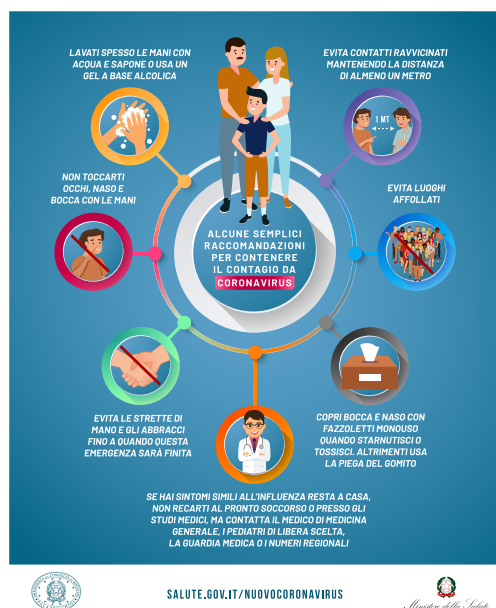 LAVATI SPESSO LE MANI CON
ACQUA E SAPONE O USA UN
GEL A BASE ALCOLICA
EVITA CONTATTI RAVVICINATI
MANTENENDO LA DISTANZA
DI ALMENO UN METRO
1 MT
NON TOCCARTI
OCCHI, NASO E
BOCCA CON LE MANI
EVITA LUOGHI
AFFOLLATI
ALCUNE SEMPLICI
RACCOMANDAZIONI
PER CONTENERE
IL CONTAGIO DA
CORONAVIRUS
EVITA LE STRETTE DI
MANO E GLI ABBRACCI
FINO A QUANDO QUESTA
EMERGENZA SARÀ FINITA
COPRI BOCCA E NASO CON
FAZZOLETTI MONOUSO
QUANDO STARNUTISCI O
TOSSISCI. ALTRIMENTI USA
LA PIEGA DEL GOMITO
SE HAI SINTOMI SIMILI ALL'INFLUENZA RESTA A CASA,
NON RECARTI AL PRONTO SOCCORSO O PRESSO GLI
STUDI MEDICI, MA CONTATTA IL MEDICO DI MEDICINA
GENERALE, I PEDIATRI DI LIBERA SCELTA,
LA GUARDIA MEDICA O I NUMERI REGIONALI
SALUTE.GOV.IT/NUOVOCORONAVIRUS
Ministero della Salute